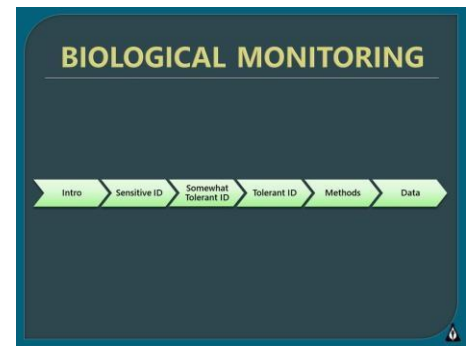 BIOLOGICAL MONITORING
Intro
Sensitive ID
Somewhat
Tolerant ID
Tolerant ID
Methods
Data